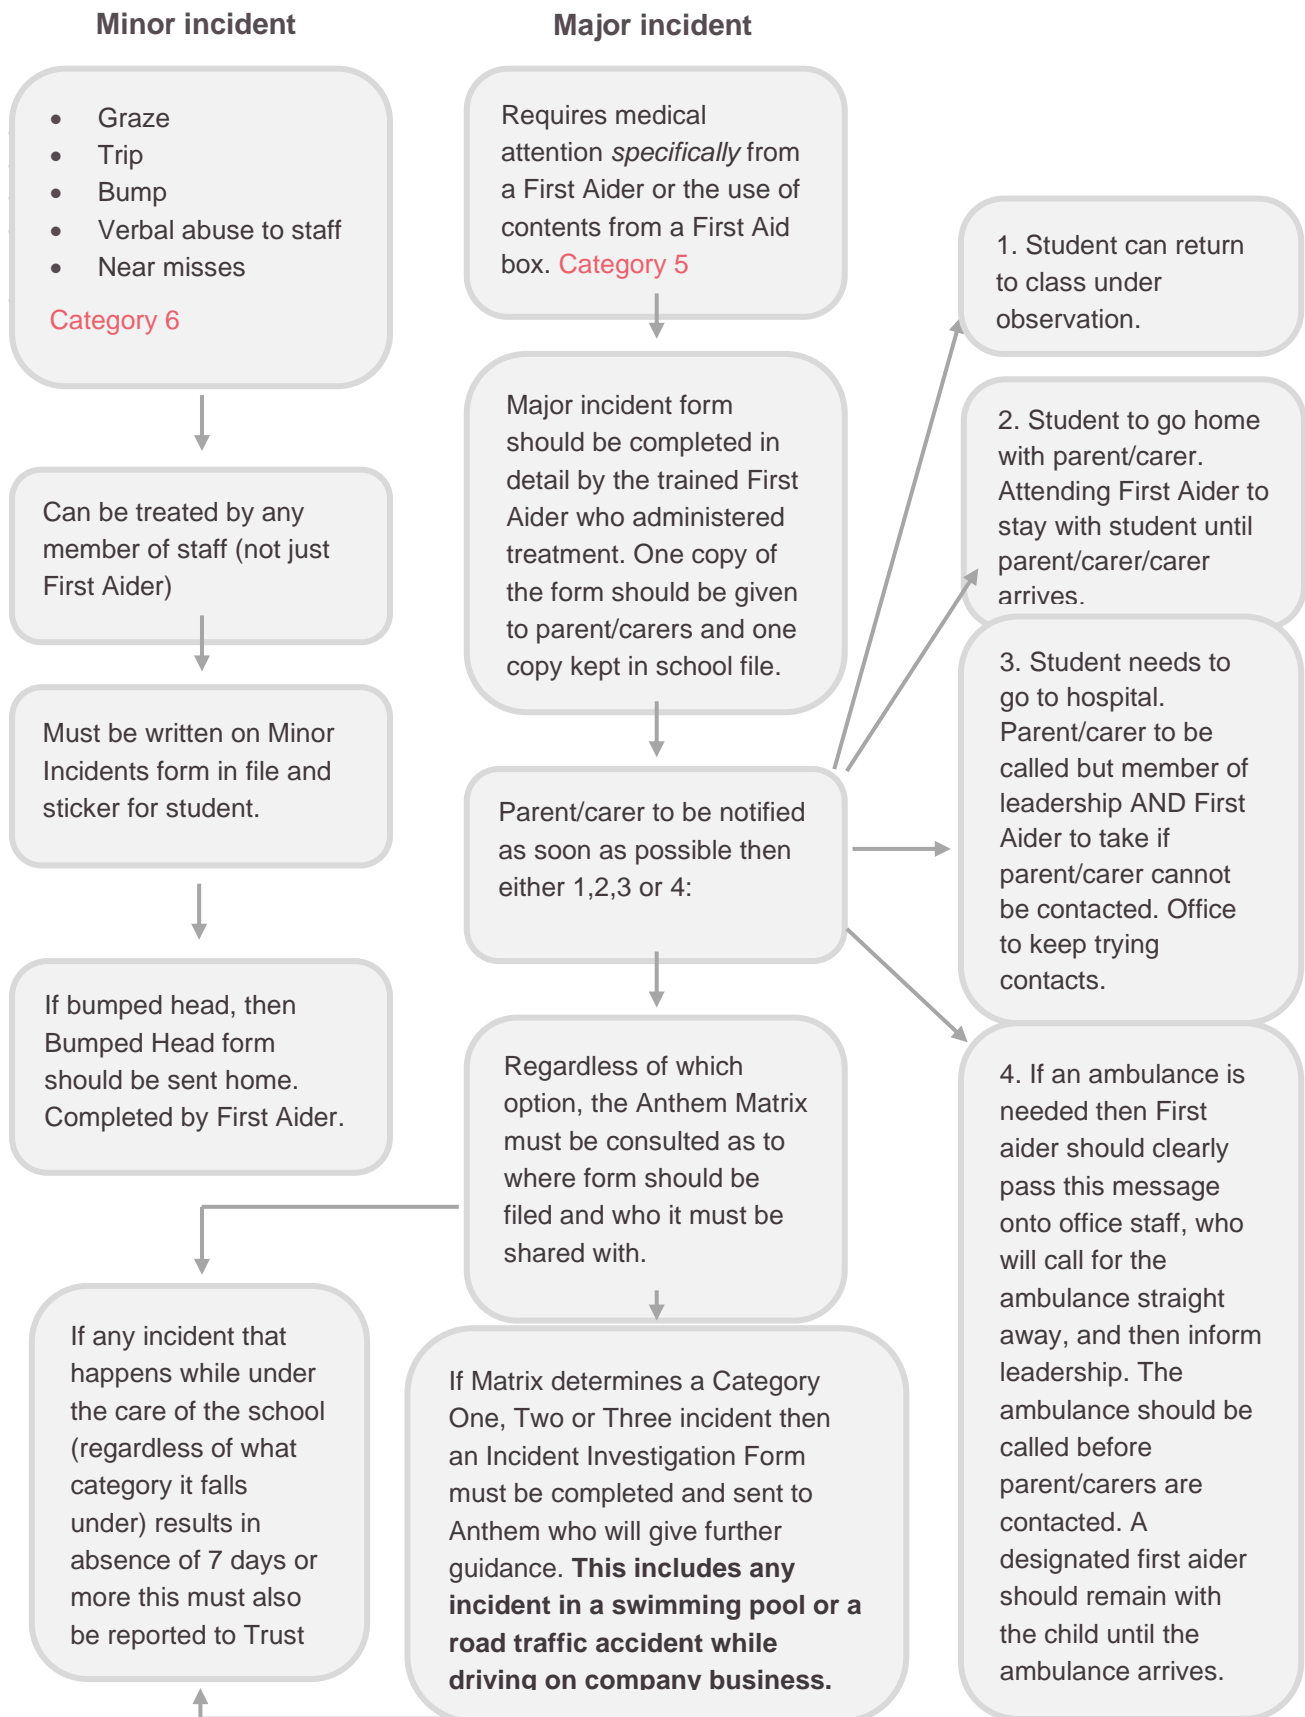 Minor incident
• Graze
• Trip
• Bump
• Verbal abuse to staff
• Near misses
Category 6
Can be treated by any
member of staff (not just
First Aider)
Must be written on Minor
Incidents form in file and
sticker for student.
If bumped head, then
Bumped Head form
should be sent home.
Completed by First Aider.
If any incident that
happens while under
the care of the school
(regardless of what
category it falls
under) results in
absence of 7 days or
more this must also
be reported to Trust
Major incident
Requires medical
attention specifically from
a First Aider or the use of
contents from a First Aid
box. Category 5
Major incident form
should be completed in
detail by the trained First
Aider who administered
treatment. One copy of
the form should be given
to parent/carers and one
copy kept in school file.
Parent/carer to be notified
as soon as possible then
either 1,2,3 or 4:
Regardless of which
option, the Anthem Matrix
must be consulted as to
where form should be
filed and who it must be
shared with.
If Matrix determines a Category
One, Two or Three incident then
an Incident Investigation Form
must be completed and sent to
Anthem who will give further
guidance. This includes any
incident in a swimming pool or a
road traffic accident while
driving on company business.
1. Student can return
to class under
observation.
2. Student to go home
with parent/carer.
Attending First Aider to
stay with student until
parent/carer/carer
arrives.
3. Student needs to
go to hospital.
Parent/carer to be
called but member of
leadership AND First
Aider to take if
parent/carer cannot
be contacted. Office
to keep trying
contacts.
4. If an ambulance is
needed then First
aider should clearly
pass this message
onto office staff, who
will call for the
ambulance straight
away, and then inform
leadership. The
ambulance should be
called before
parent/carers are
contacted. A
designated first aider
should remain with
the child until the
ambulance arrives.